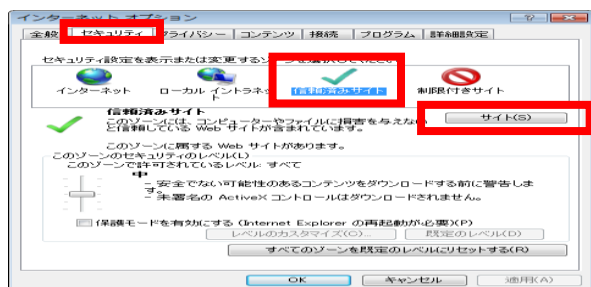 インターネット オプション
全般 セキュリティ プライバシー コンテンツ 接続 プログラム 詳細設定
セキュリティ設定を表示または変更するゾーンを選択してください
インターネット ローカル イントラネット 信頼済みサイト 制限付きサイト
信頼済みサイト
このゾーンには、コンピューターやファイルに損害を与えない
と信頼している Web サイトが含まれています。
サイト(S)
このゾーンに属する Web サイトがあります。
このゾーンのセキュリティのレベル(L)
このゾーンで許可されているレベル: すべて
中
- 安全でない可能性のあるコンテンツをダウンロードする前に警告しま
す。
- 未署名の ActiveX コントロールはダウンロードされません。
保護モードを有効にする (Internet Explorer の再起動が必要)(P)
レベルのカスタマイズ(C)... 既定のレベル(D)
すべてのゾーンを既定のレベルにリセットする(R)
OK キャンセル 適用(A)